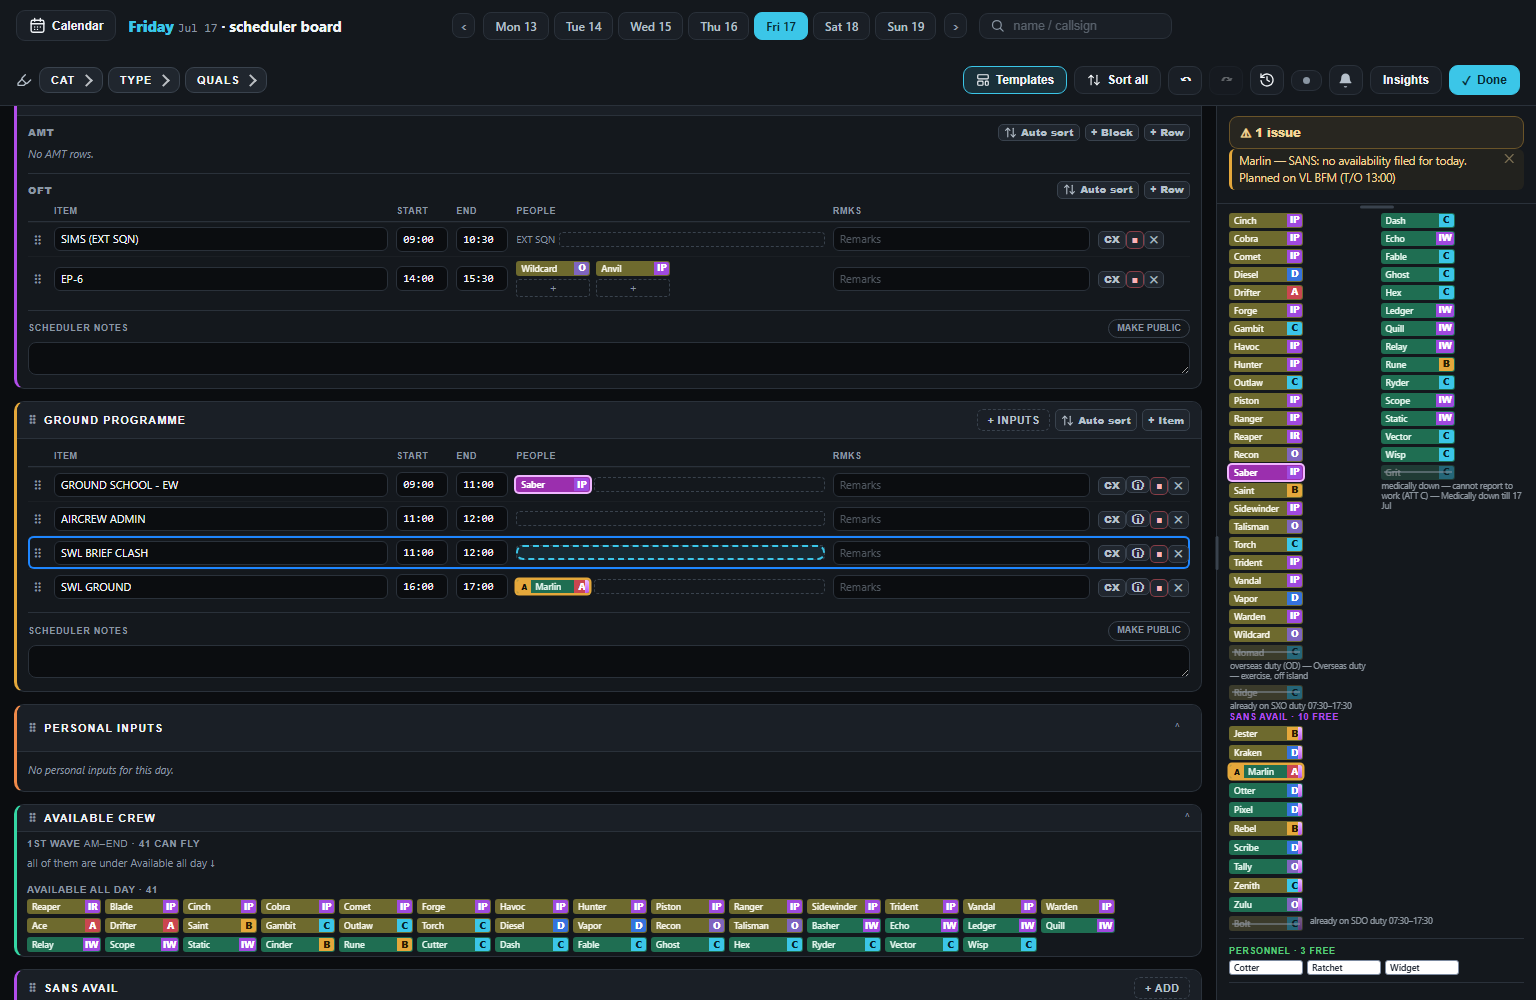 Calendar
Friday Jul 17 · scheduler board
‹ Mon 13 Tue 14 Wed 15 Thu 16 Fri 17 Sat 18 Sun 19 ›
name / callsign
CAT TYPE QUALS
Templates Sort all Insights ✓ Done
AMT
Auto sort + Block + Row
No AMT rows.
OFT
Auto sort + Row
ITEM START END PEOPLE RMKS
SIMS (EXT SQN) 09:00 10:30 EXT SQN Remarks CX
EP-6 14:00 15:30 Wildcard O Anvil IP Remarks CX
+ +
SCHEDULER NOTES MAKE PUBLIC
GROUND PROGRAMME
+ INPUTS Auto sort + Item
ITEM START END PEOPLE RMKS
GROUND SCHOOL - EW 09:00 11:00 Saber IP Remarks CX
AIRCREW ADMIN 11:00 12:00 Remarks CX
SWL BRIEF CLASH 11:00 12:00 Remarks CX
SWL GROUND 16:00 17:00 A Marlin A Remarks CX
SCHEDULER NOTES MAKE PUBLIC
PERSONAL INPUTS
No personal inputs for this day.
AVAILABLE CREW
1ST WAVE AM–END · 41 CAN FLY
all of them are under Available all day ↓
AVAILABLE ALL DAY · 41
Reaper IR Blade IP Cinch IP Cobra IP Comet IP Forge IP Havoc IP Hunter IP Piston IP Ranger IP Sidewinder IP Trident IP Vandal IP Warden IP
Ace A Drifter A Saint B Gambit C Outlaw C Torch C Diesel D Vapor D Recon O Talisman O Basher IW Echo IW Ledger IW Quill IW
Relay IW Scope IW Static IW Cinder B Rune B Cutter C Dash C Fable C Ghost C Hex C Ryder C Vector C Wisp C
SANS AVAIL + ADD
⚠ 1 issue
Marlin — SANS: no availability filed for today.
Planned on VL BFM (T/O 13:00)
Cinch IP
Cobra IP
Comet IP
Diesel D
Drifter A
Forge IP
Gambit C
Havoc IP
Hunter IP
Outlaw C
Piston IP
Ranger IP
Reaper IR
Recon O
Saber IP
Saint B
Sidewinder IP
Talisman O
Torch C
Trident IP
Vandal IP
Vapor D
Warden IP
Wildcard O
Nomad C
overseas duty (OD) — Overseas duty
— exercise, off island
Ridge C
already on SXO duty 07:30–17:30
Dash C
Echo IW
Fable C
Ghost C
Hex C
Ledger IW
Quill IW
Relay IW
Rune B
Ryder C
Scope IW
Static IW
Vector C
Wisp C
Grit C
medically down — cannot report to
work (ATT C) — Medically down till 17
Jul
SANS AVAIL · 10 FREE
Jester B
Kraken D
A Marlin A
Otter D
Pixel D
Rebel B
Scribe D
Tally O
Zenith C
Zulu O
Bolt C already on SDO duty 07:30–17:30
PERSONNEL · 3 FREE
Cotter Ratchet Widget